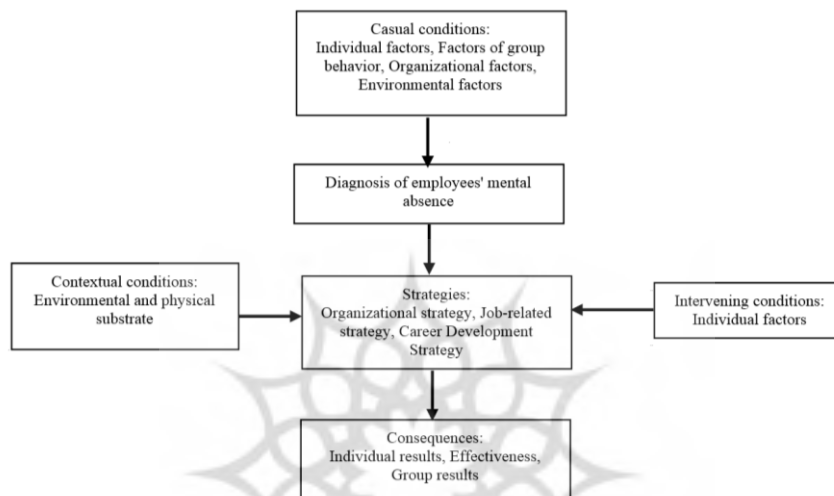 Casual conditions:
Individual factors, Factors of group
behavior, Organizational factors,
Environmental factors
Diagnosis of employees' mental
absence
Contextual conditions:
Environmental and physical
substrate
Strategies:
Organizational strategy, Job-related
strategy, Career Development
Strategy
Intervening conditions:
Individual factors
Consequences:
Individual results, Effectiveness,
Group results